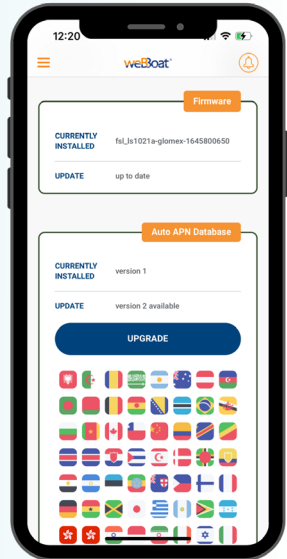 12:20
weBBoat
Firmware
CURRENTLY
INSTALLED
fsl_ls1021a-glomex-1645800650
UPDATE
up to date
Auto APN Database
CURRENTLY
INSTALLED
version 1
UPDATE
version 2 available
UPGRADE